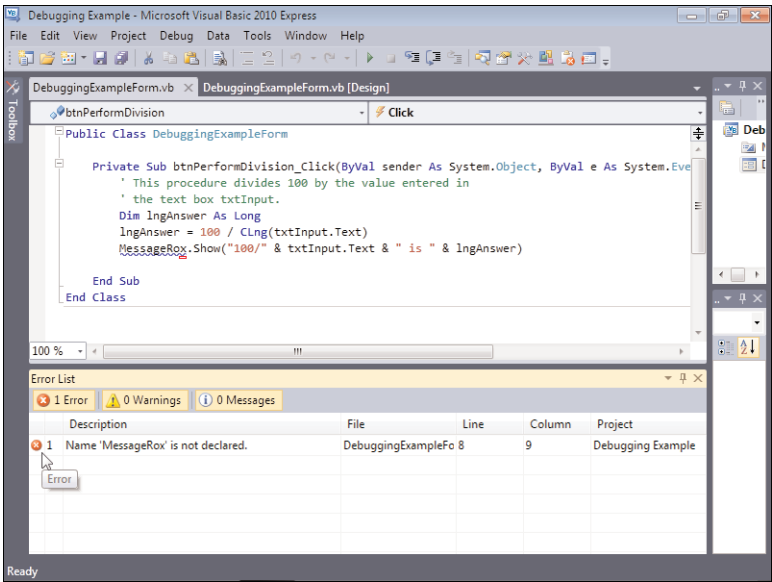 Debugging Example - Microsoft Visual Basic 2010 Express
File Edit View Project Debug Data Tools Window Help
DebuggingExampleForm.vb DebuggingExampleForm.vb [Design]
Toolbox
btnPerformDivision Click
Public Class DebuggingExampleForm
Private Sub btnPerformDivision_Click(ByVal sender As System.Object, ByVal e As System.Eve
' This procedure divides 100 by the value entered in
' the text box txtInput.
Dim lngAnswer As Long
lngAnswer = 100 / CLng(txtInput.Text)
MessageRox.Show("100/" & txtInput.Text & " is " & lngAnswer)
End Sub
End Class
Deb
100 %
Error List
1 Error 0 Warnings 0 Messages
Description File Line Column Project
1 Name 'MessageRox' is not declared. DebuggingExampleFo 8 9 Debugging Example
Error
Ready